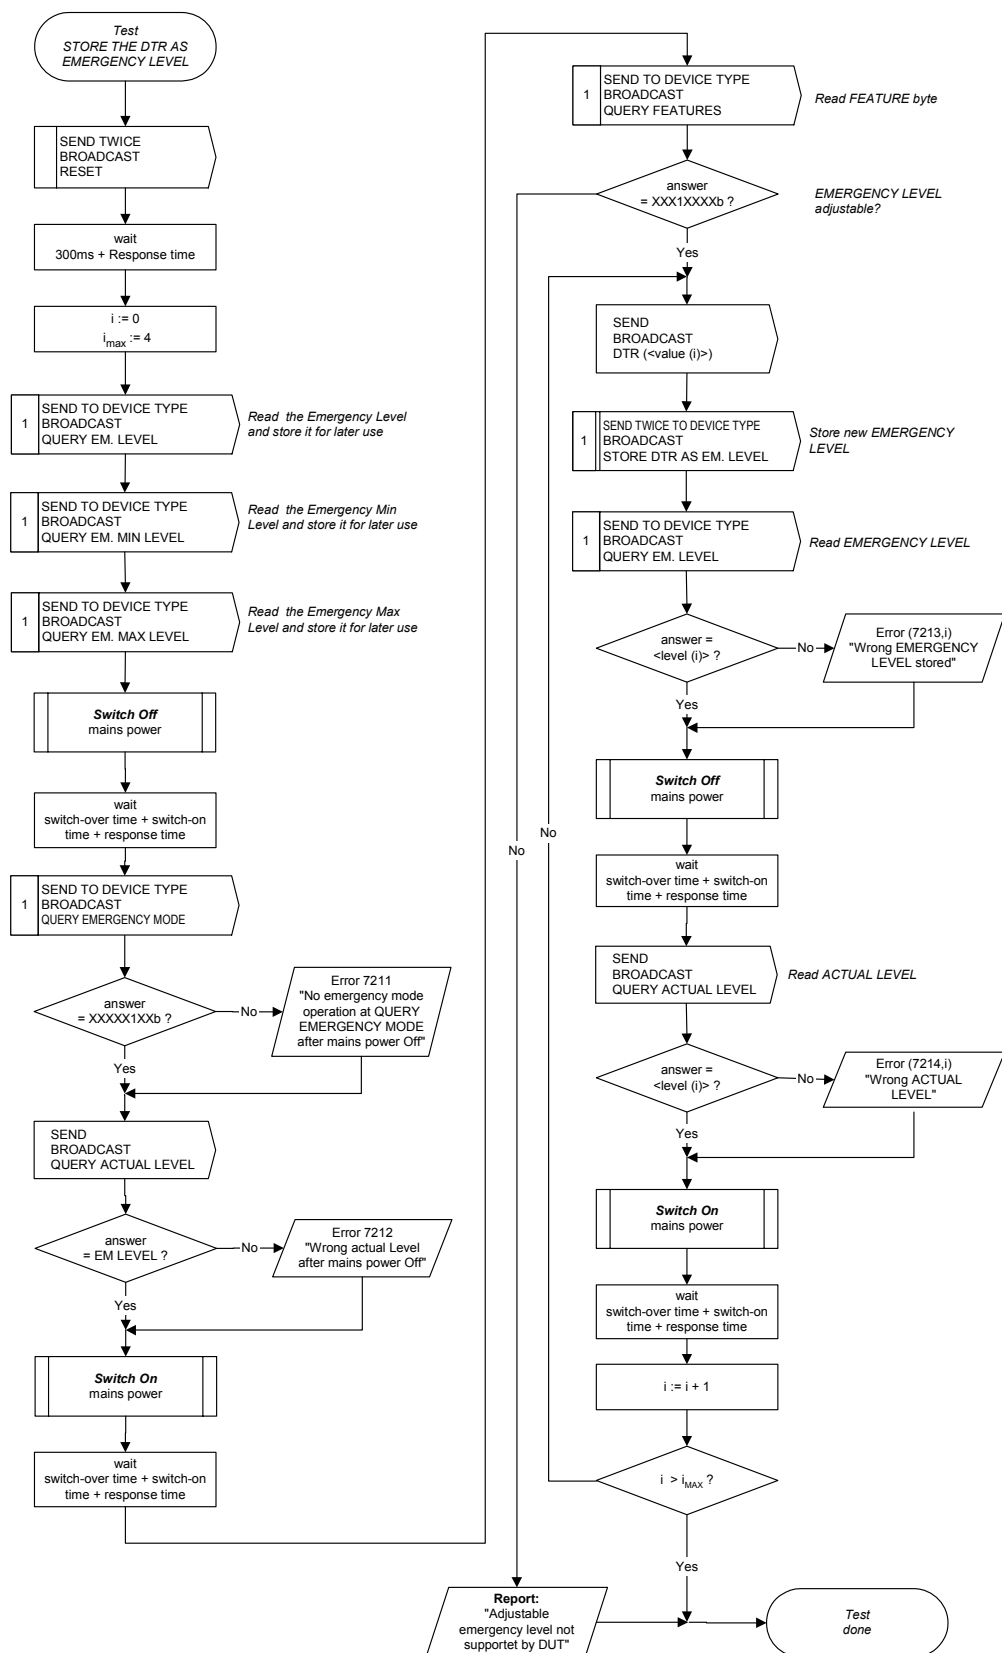 Test
STORE THE DTR AS
EMERGENCY LEVEL
SEND TWICE
BROADCAST
RESET
wait
300ms + Response time
i := 0
imax := 4
1
SEND TO DEVICE TYPE
BROADCAST
QUERY EM. LEVEL
Read the Emergency Level
and store it for later use
1
SEND TO DEVICE TYPE
BROADCAST
QUERY EM. MIN LEVEL
Read the Emergency Min
Level and store it for later use
1
SEND TO DEVICE TYPE
BROADCAST
QUERY EM. MAX LEVEL
Read the Emergency Max
Level and store it for later use
Switch Off
mains power
wait
switch-over time + switch-on
time + response time
1
SEND TO DEVICE TYPE
BROADCAST
QUERY EMERGENCY MODE
answer
= XXXXX1XXb ?
No
Error 7211
"No emergency mode
operation at QUERY
EMERGENCY MODE
after mains power Off"
Yes
SEND
BROADCAST
QUERY ACTUAL LEVEL
answer
= EM LEVEL ?
No
Error 7212
"Wrong actual Level
after mains power Off"
Yes
Switch On
mains power
wait
switch-over time + switch-on
time + response time
1
SEND TO DEVICE TYPE
BROADCAST
QUERY FEATURES
Read FEATURE byte
answer
= XXX1XXXXb ?
EMERGENCY LEVEL
adjustable?
Yes
No
SEND
BROADCAST
DTR (<value (i)>)
1
SEND TWICE TO DEVICE TYPE
BROADCAST
STORE DTR AS EM. LEVEL
Store new EMERGENCY
LEVEL
1
SEND TO DEVICE TYPE
BROADCAST
QUERY EM. LEVEL
Read EMERGENCY LEVEL
answer =
<level (i)> ?
No
Error (7213,i)
"Wrong EMERGENCY
LEVEL stored"
Yes
Switch Off
mains power
wait
switch-over time + switch-on
time + response time
SEND
BROADCAST
QUERY ACTUAL LEVEL
Read ACTUAL LEVEL
answer =
<level (i)> ?
No
Error (7214,i)
"Wrong ACTUAL
LEVEL"
Yes
Switch On
mains power
wait
switch-over time + switch-on
time + response time
i := i + 1
i > iMAX ?
No
Yes
Report:
"Adjustable
emergency level not
supportet by DUT"
Test
done